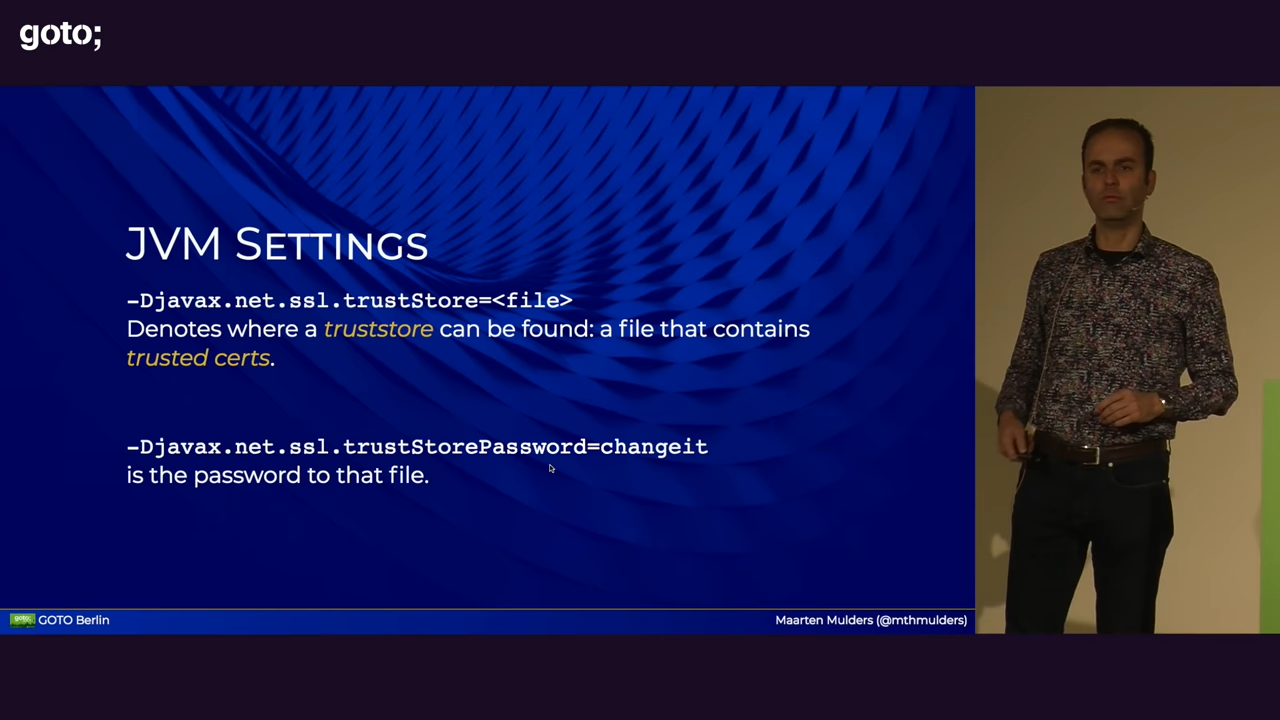 goto;
JVM Settings
-Djavax.net.ssl.trustStore=<file>
Denotes where a truststore can be found: a file that contains
trusted certs.
-Djavax.net.ssl.trustStorePassword=changeit
is the password to that file.
goto; GOTO Berlin
Maarten Mulders (@mthmulders)